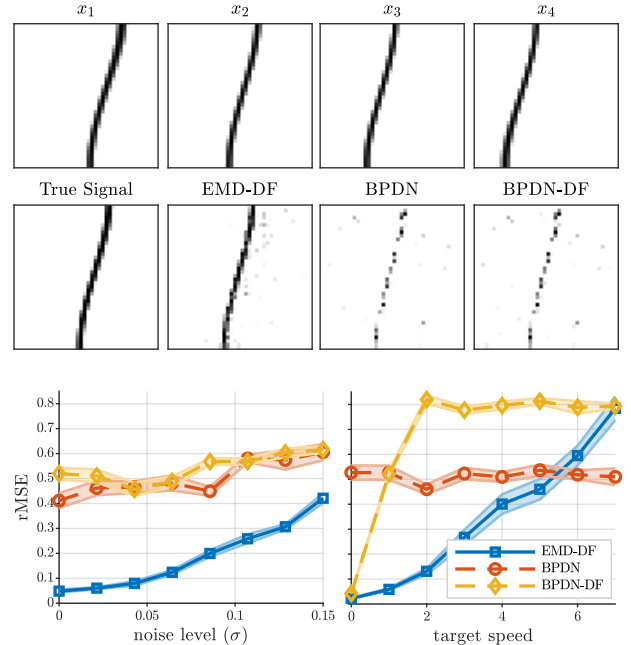 x₁ x₂ x₃ x₄
True Signal EMD-DF BPDN BPDN-DF
rMSE
0.8
0.7
0.6
0.5
0.4
0.3
0.2
0.1
0 0.05 0.1 0.15
noise level (σ)
EMD-DF
BPDN
BPDN-DF
0 2 4 6
target speed